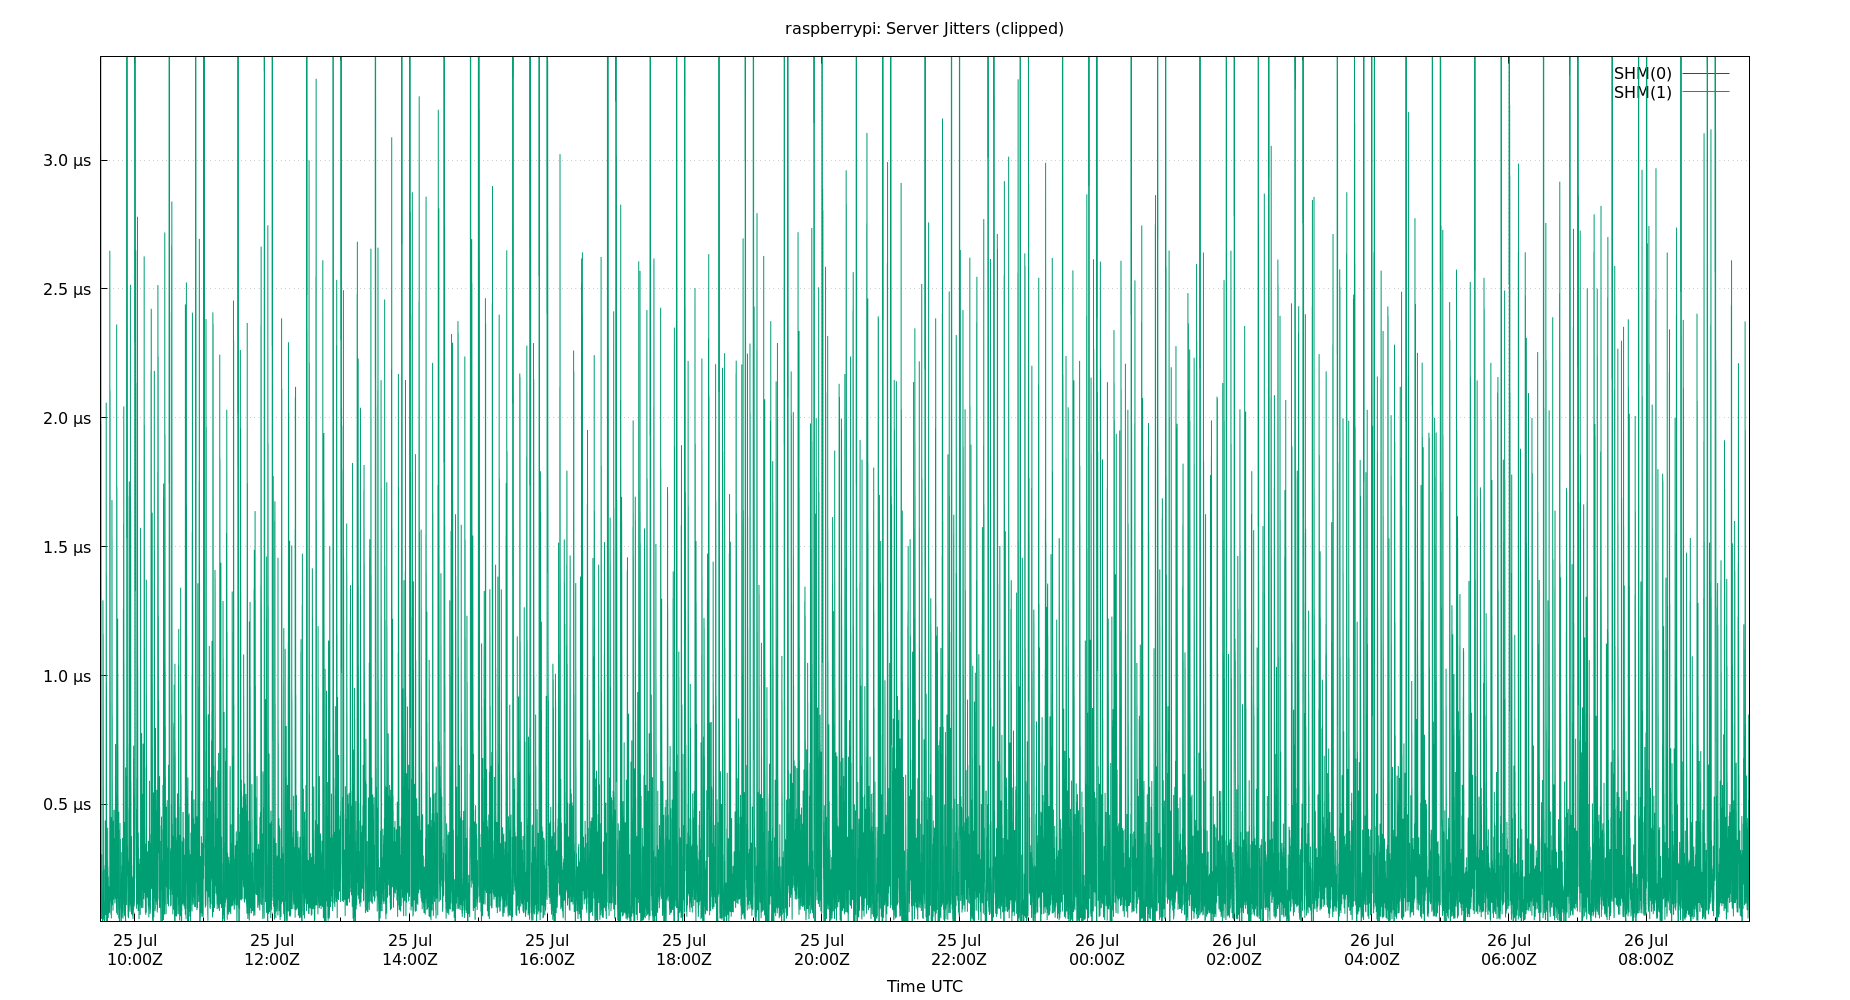 raspberrypi: Server Jitters (clipped)
SHM(0)
SHM(1)
3.0 µs
2.5 µs
2.0 µs
1.5 µs
1.0 µs
0.5 µs
25 Jul 25 Jul 25 Jul 25 Jul 25 Jul 25 Jul 25 Jul 26 Jul 26 Jul 26 Jul 26 Jul 26 Jul
10:00Z 12:00Z 14:00Z 16:00Z 18:00Z 20:00Z 22:00Z 00:00Z 02:00Z 04:00Z 06:00Z 08:00Z
Time UTC